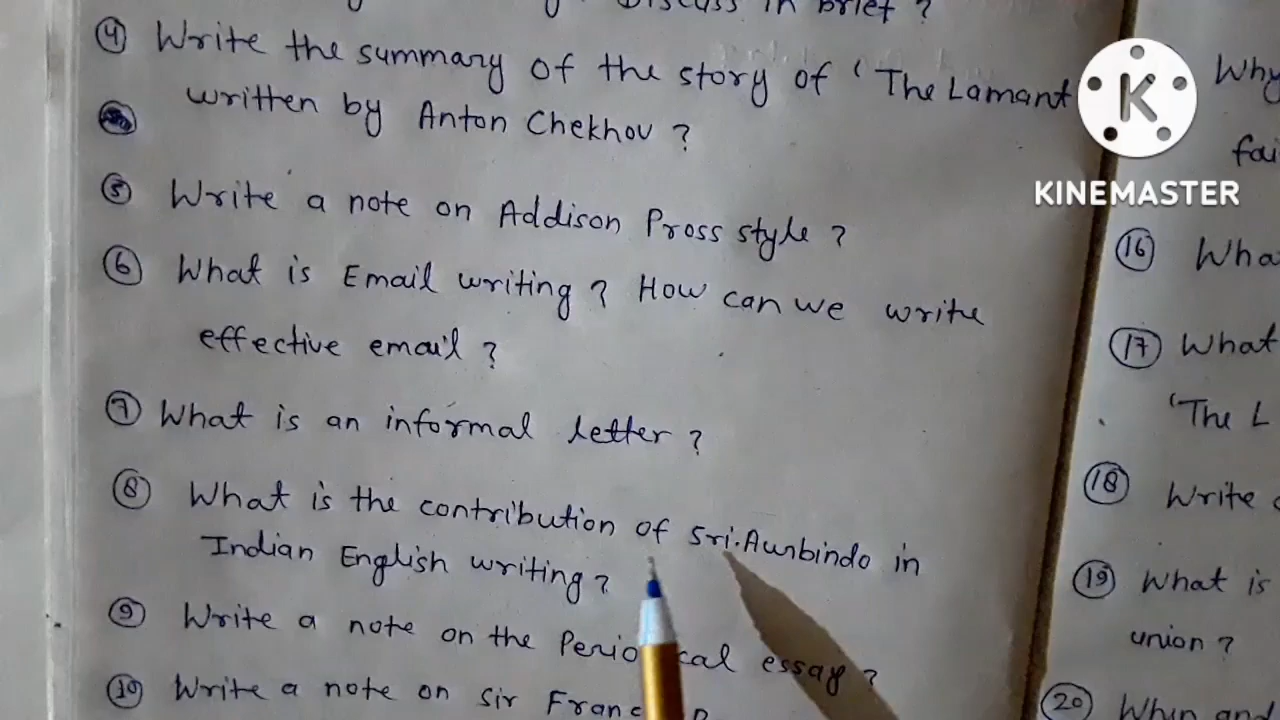 Discuss in brief ?
④ Write the summary of the story of ' The Lamant
written by Anton Chekhov ?
⑤ Write a note on Addison Pross style ?
⑥ What is Email writing ? How can we write
effective email ?
⑦ What is an informal letter ?
⑧ What is the contribution of Sri. Aurbindo in
Indian English writing ?
⑨ Write a note on the Perio cal essay ?
⑩ Write a note on Sir Franc
K
KINEMASTER
Why
fai
⑯ Wha
⑰ What
'The L
⑱ Write
⑲ What is
union ?
⑳ When and